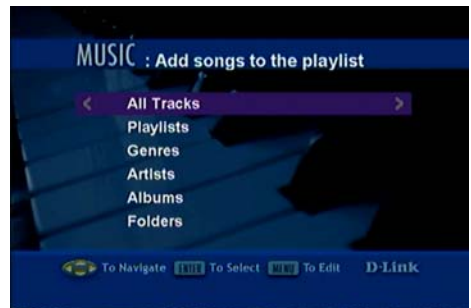 MUSIC : Add songs to the playlist
< All Tracks >
Playlists
Genres
Artists
Albums
Folders
To Navigate ENTER To Select MENU To Edit D-Link